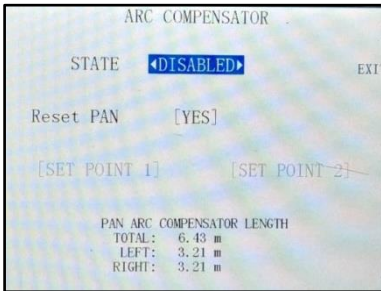 ARC COMPENSATOR
STATE ◂DISABLED▸
EXIT
Reset PAN [YES]
[SET POINT 1] [SET POINT 2]
PAN ARC COMPENSATOR LENGTH
TOTAL: 6.43 m
LEFT: 3.21 m
RIGHT: 3.21 m